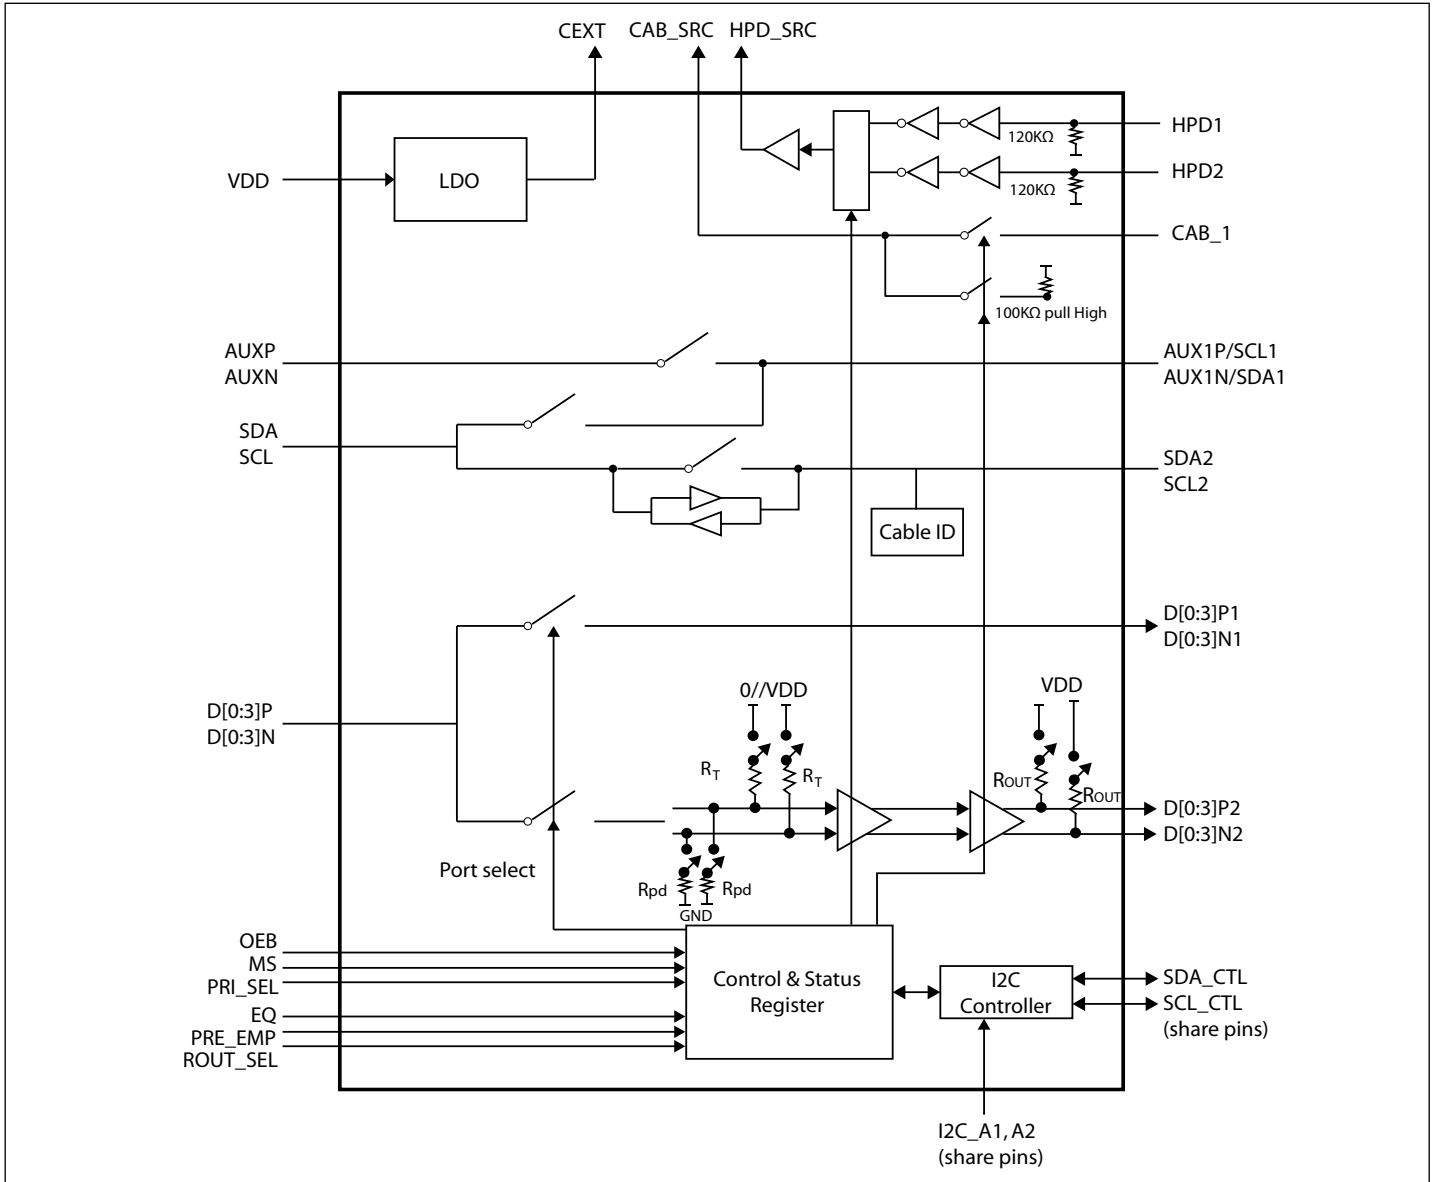 CEXT CAB_SRC HPD_SRC
HPD1
120KΩ
HPD2
120KΩ
VDD
LDO
CAB_1
100KΩ pull High
AUXP
AUXN
AUX1P/SCL1
AUX1N/SDA1
SDA
SCL
SDA2
SCL2
Cable ID
D[0:3]P1
D[0:3]N1
D[0:3]P
D[0:3]N
0//VDD
VDD
RT
RT
ROUT
ROUT
D[0:3]P2
D[0:3]N2
Port select
Rpd
Rpd
GND
OEB
MS
PRI_SEL
EQ
PRE_EMP
ROUT_SEL
Control & Status
Register
I2C
Controller
SDA_CTL
SCL_CTL
(share pins)
I2C_A1, A2
(share pins)